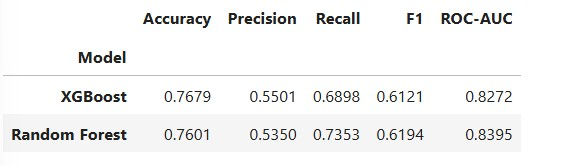 Accuracy Precision Recall F1 ROC-AUC
Model
XGBoost 0.7679 0.5501 0.6898 0.6121 0.8272
Random Forest 0.7601 0.5350 0.7353 0.6194 0.8395